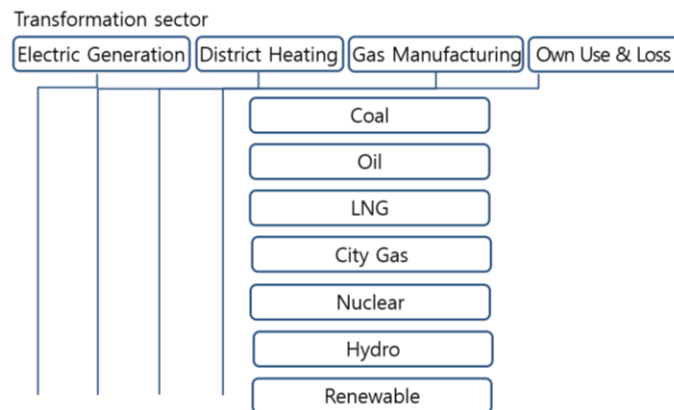 Transformation sector
Electric Generation District Heating Gas Manufacturing Own Use & Loss
Coal
Oil
LNG
City Gas
Nuclear
Hydro
Renewable